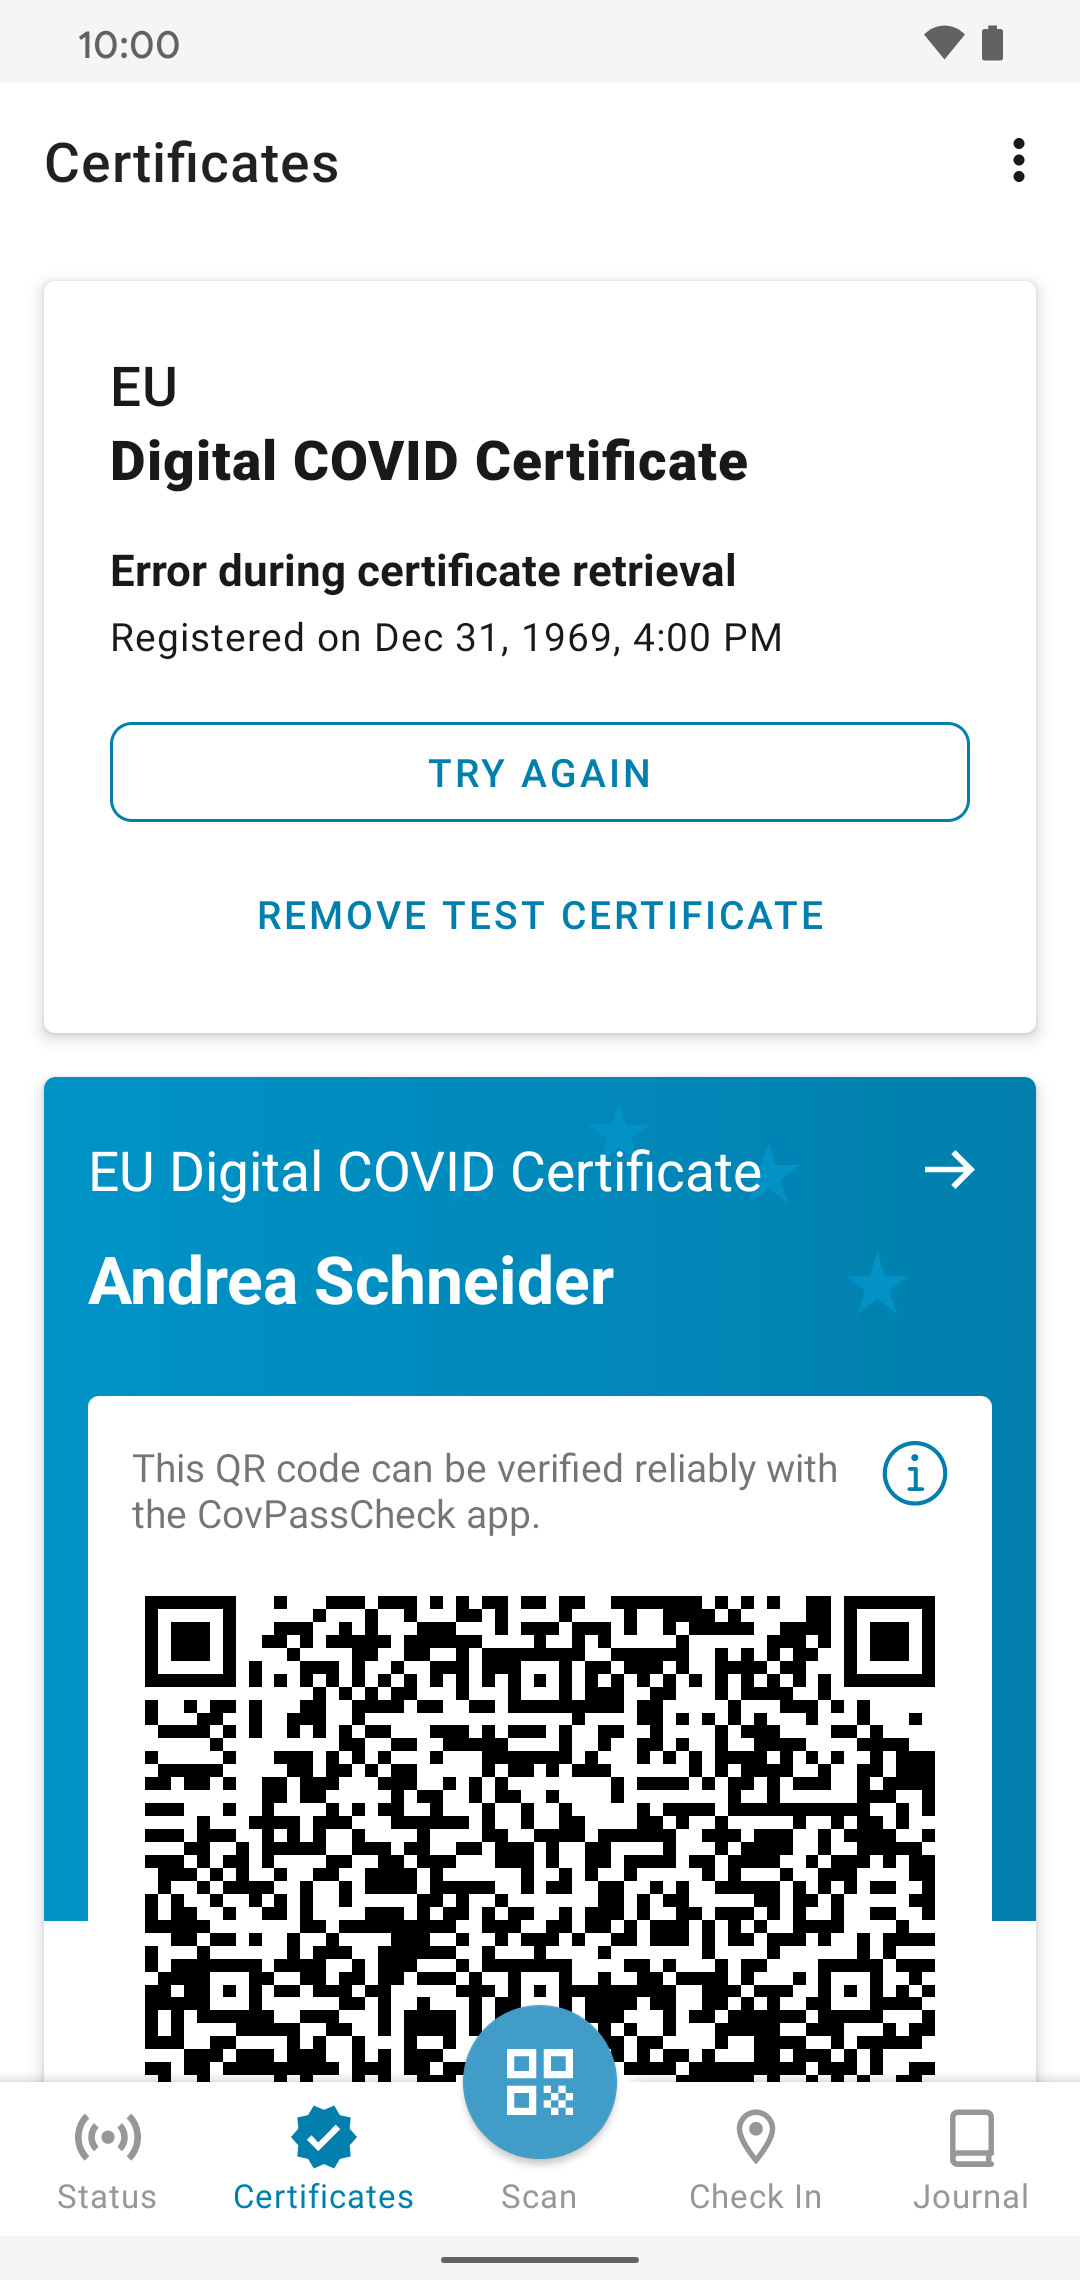 10:00
Certificates
EU
Digital COVID Certificate
Error during certificate retrieval
Registered on Dec 31, 1969, 4:00 PM
TRY AGAIN
REMOVE TEST CERTIFICATE
EU Digital COVID Certificate
Andrea Schneider
This QR code can be verified reliably with
the CovPassCheck app.
Status
Certificates
Scan
Check In
Journal